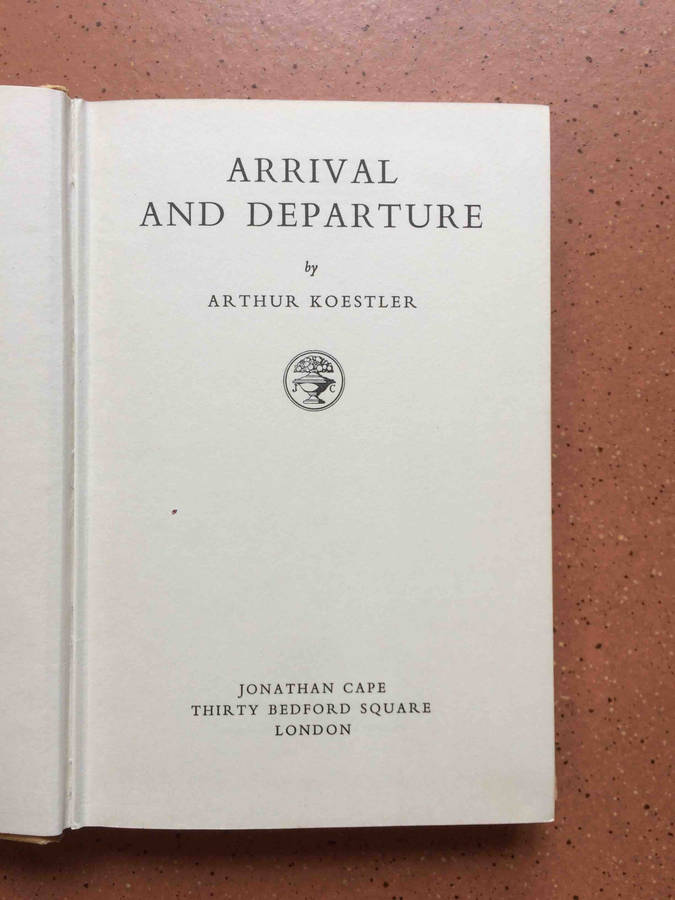 ARRIVAL
AND DEPARTURE
by
ARTHUR KOESTLER
J C
JONATHAN CAPE
THIRTY BEDFORD SQUARE
LONDON